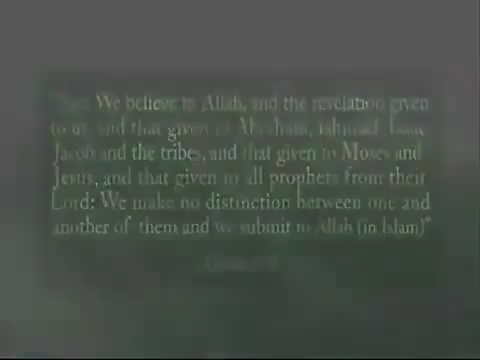 "Say: We believe in Allah, and the revelation given
to us, and that given to Abraham, Ishmael, Isaac
Jacob and the tribes, and that given to Moses and
Jesus, and that given to all prophets from their
Lord: We make no distinction between one and
another of them and we submit to Allah (in Islam)"